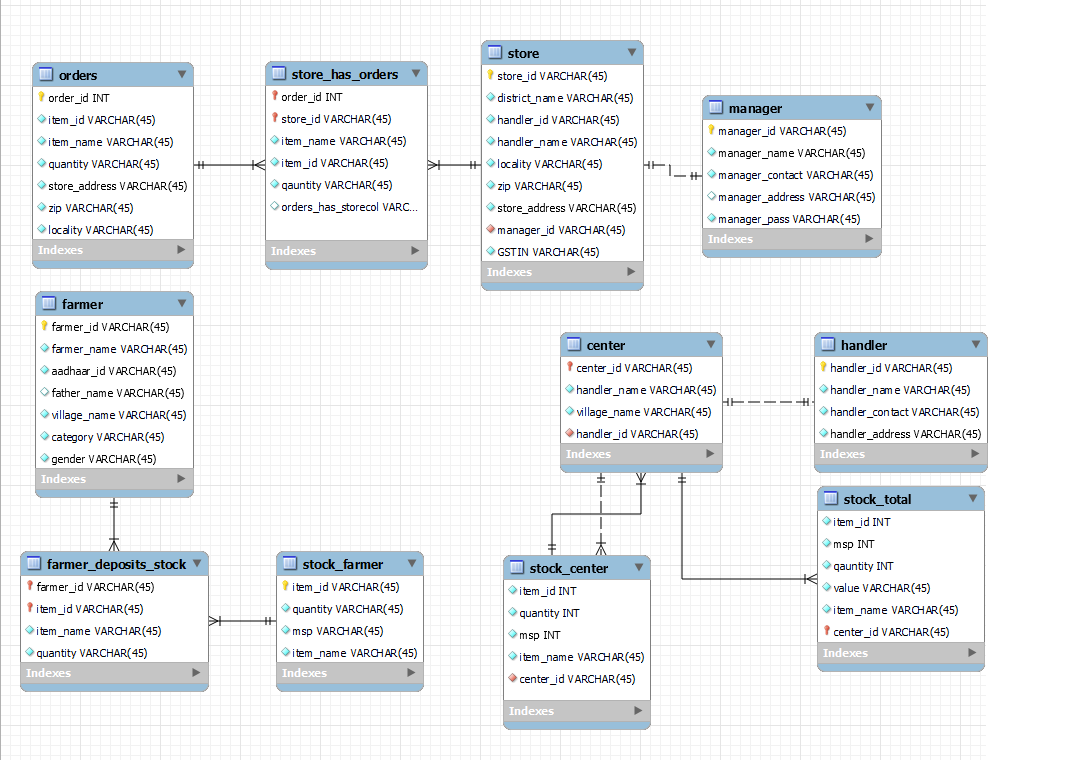 orders
order_id INT
item_id VARCHAR(45)
item_name VARCHAR(45)
quantity VARCHAR(45)
store_address VARCHAR(45)
zip VARCHAR(45)
locality VARCHAR(45)
Indexes
store_has_orders
order_id INT
store_id VARCHAR(45)
item_name VARCHAR(45)
item_id VARCHAR(45)
qauntity VARCHAR(45)
orders_has_storecol VARC...
Indexes
store
store_id VARCHAR(45)
district_name VARCHAR(45)
handler_id VARCHAR(45)
handler_name VARCHAR(45)
locality VARCHAR(45)
zip VARCHAR(45)
store_address VARCHAR(45)
manager_id VARCHAR(45)
GSTIN VARCHAR(45)
Indexes
manager
manager_id VARCHAR(45)
manager_name VARCHAR(45)
manager_contact VARCHAR(45)
manager_address VARCHAR(45)
manager_pass VARCHAR(45)
Indexes
farmer
farmer_id VARCHAR(45)
farmer_name VARCHAR(45)
aadhaar_id VARCHAR(45)
father_name VARCHAR(45)
village_name VARCHAR(45)
category VARCHAR(45)
gender VARCHAR(45)
Indexes
center
center_id VARCHAR(45)
handler_name VARCHAR(45)
village_name VARCHAR(45)
handler_id VARCHAR(45)
Indexes
handler
handler_id VARCHAR(45)
handler_name VARCHAR(45)
handler_contact VARCHAR(45)
handler_address VARCHAR(45)
Indexes
farmer_deposits_stock
farmer_id VARCHAR(45)
item_id VARCHAR(45)
item_name VARCHAR(45)
quantity VARCHAR(45)
Indexes
stock_farmer
item_id VARCHAR(45)
quantity VARCHAR(45)
msp VARCHAR(45)
item_name VARCHAR(45)
Indexes
stock_center
item_id INT
quantity INT
msp INT
item_name VARCHAR(45)
center_id VARCHAR(45)
Indexes
stock_total
item_id INT
msp INT
qauntity INT
value VARCHAR(45)
item_name VARCHAR(45)
center_id VARCHAR(45)
Indexes